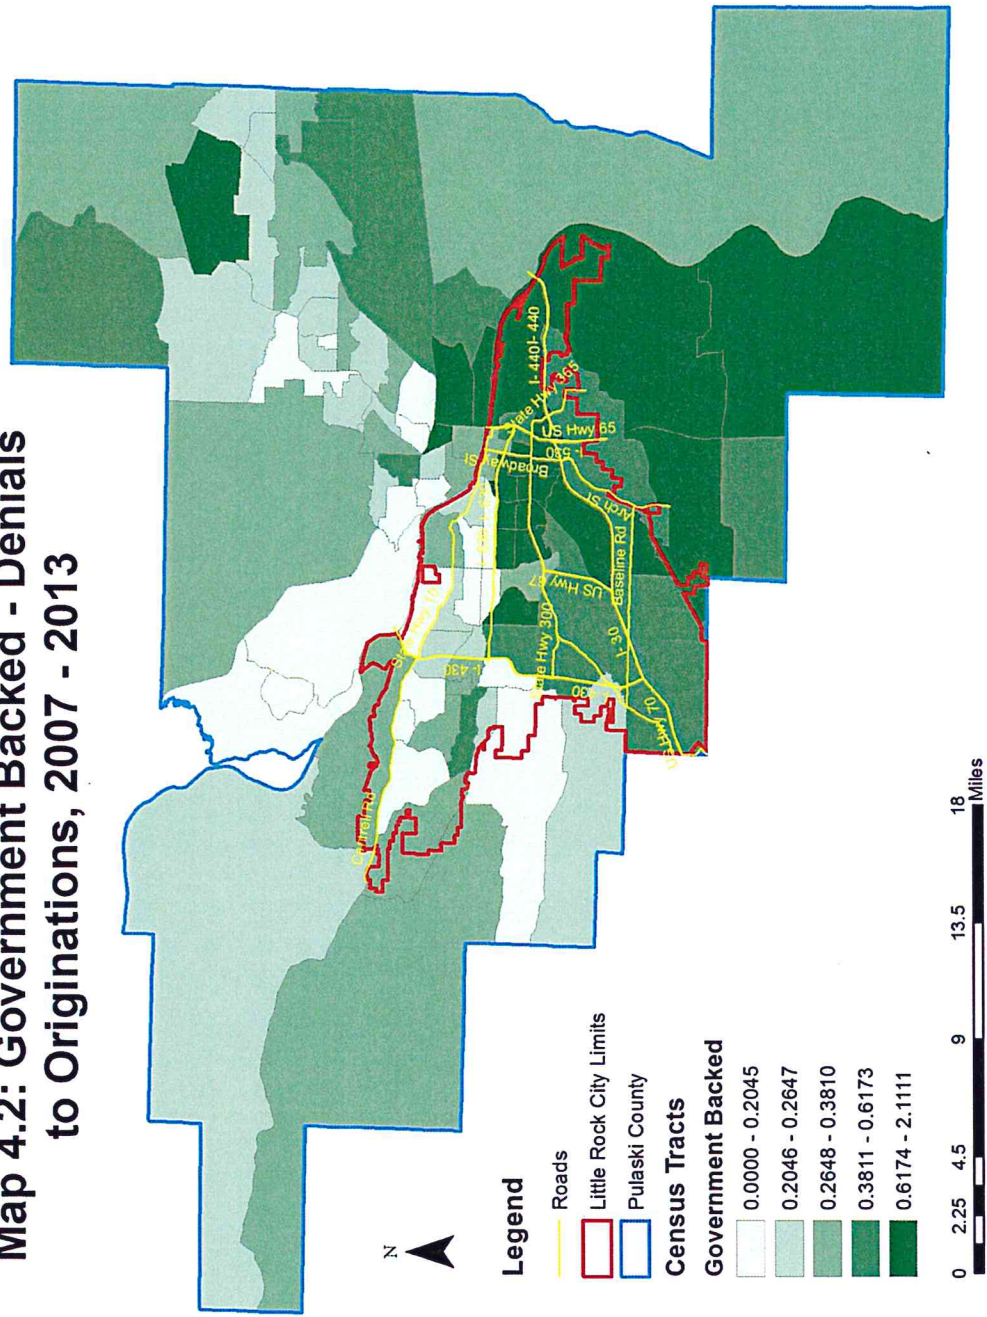 Map 4.2: Government Backed - Denials
to Originations, 2007 - 2013
N
Legend
Roads
Little Rock City Limits
Pulaski County
Census Tracts
Government Backed
0.0000 - 0.2045
0.2046 - 0.2647
0.2648 - 0.3810
0.3811 - 0.6173
0.6174 - 2.1111
0 2.25 4.5 9 13.5 18
Miles
Cantrell Rd
State Hwy 10
I- 430
State Hwy 300
US Hwy 70
I- 30
US Hwy 67
Baseline Rd
Arch St
Broadway St
I- 530
US Hwy 65
State Hwy 365
I- 440I- 440